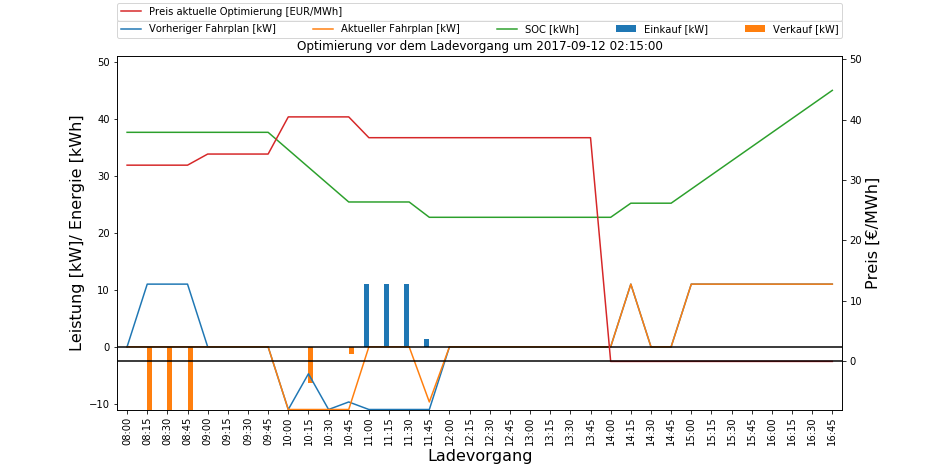 Preis aktuelle Optimierung [EUR/MWh]
Vorheriger Fahrplan [kW] Aktueller Fahrplan [kW] SOC [kWh] Einkauf [kW] Verkauf [kW]
Optimierung vor dem Ladevorgang um 2017-09-12 02:15:00
Leistung [kW]/ Energie [kWh]
50
40
30
20
10
0
−10
50
40
30
20
10
0
Preis [€/MWh]
08:00 08:15 08:30 08:45 09:00 09:15 09:30 09:45 10:00 10:15 10:30 10:45 11:00 11:15 11:30 11:45 12:00 12:15 12:30 12:45 13:00 13:15 13:30 13:45 14:00 14:15 14:30 14:45 15:00 15:15 15:30 15:45 16:00 16:15 16:30 16:45
Ladevorgang